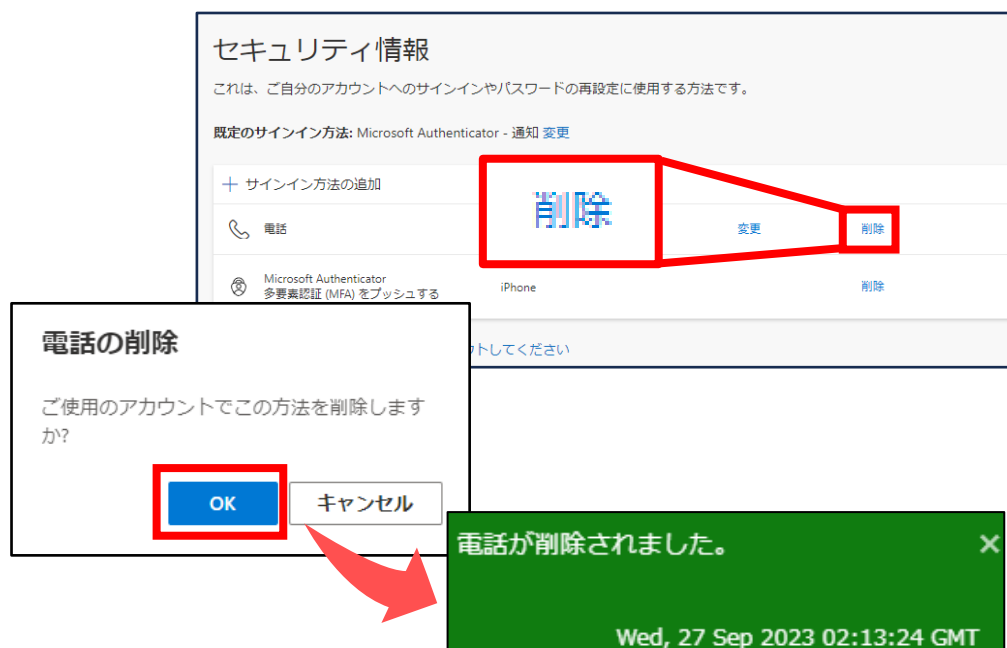 セキュリティ情報
これは、ご自分のアカウントへのサインインやパスワードの再設定に使用する方法です。
既定のサインイン方法: Microsoft Authenticator - 通知 変更
+ サインイン方法の追加
電話 削除 変更 削除
Microsoft Authenticator
多要素認証 (MFA) をプッシュする
iPhone 削除
トしてください
電話の削除
ご使用のアカウントでこの方法を削除します
か?
OK キャンセル
電話が削除されました。 ×
Wed, 27 Sep 2023 02:13:24 GMT